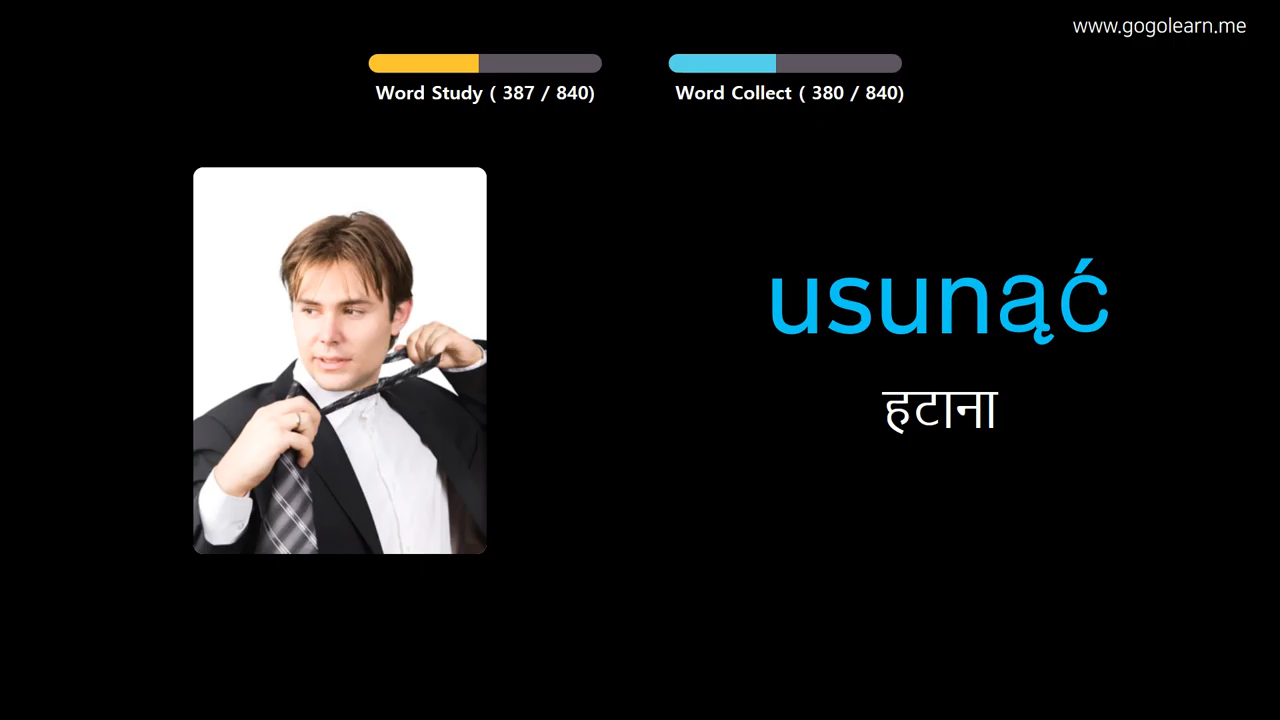 www.gogolearn.me
Word Study ( 387 / 840)
Word Collect ( 380 / 840)
usunąć
हटाना